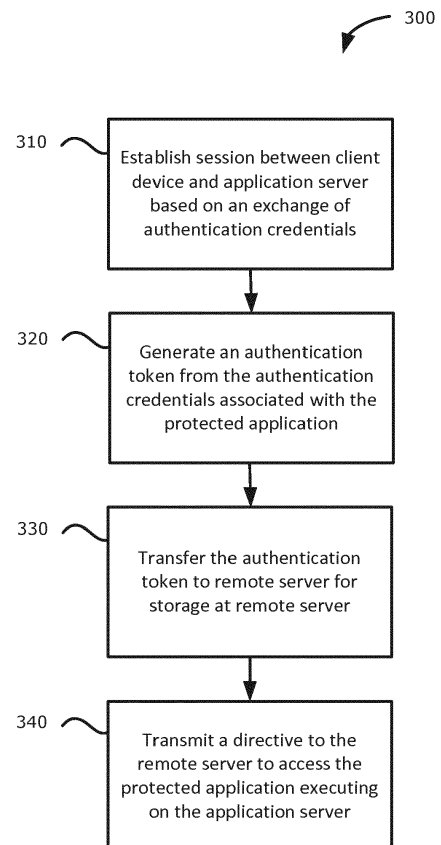 300
310
Establish session between client
device and application server
based on an exchange of
authentication credentials
320
Generate an authentication
token from the authentication
credentials associated with the
protected application
330
Transfer the authentication
token to remote server for
storage at remote server
340
Transmit a directive to the
remote server to access the
protected application executing
on the application server